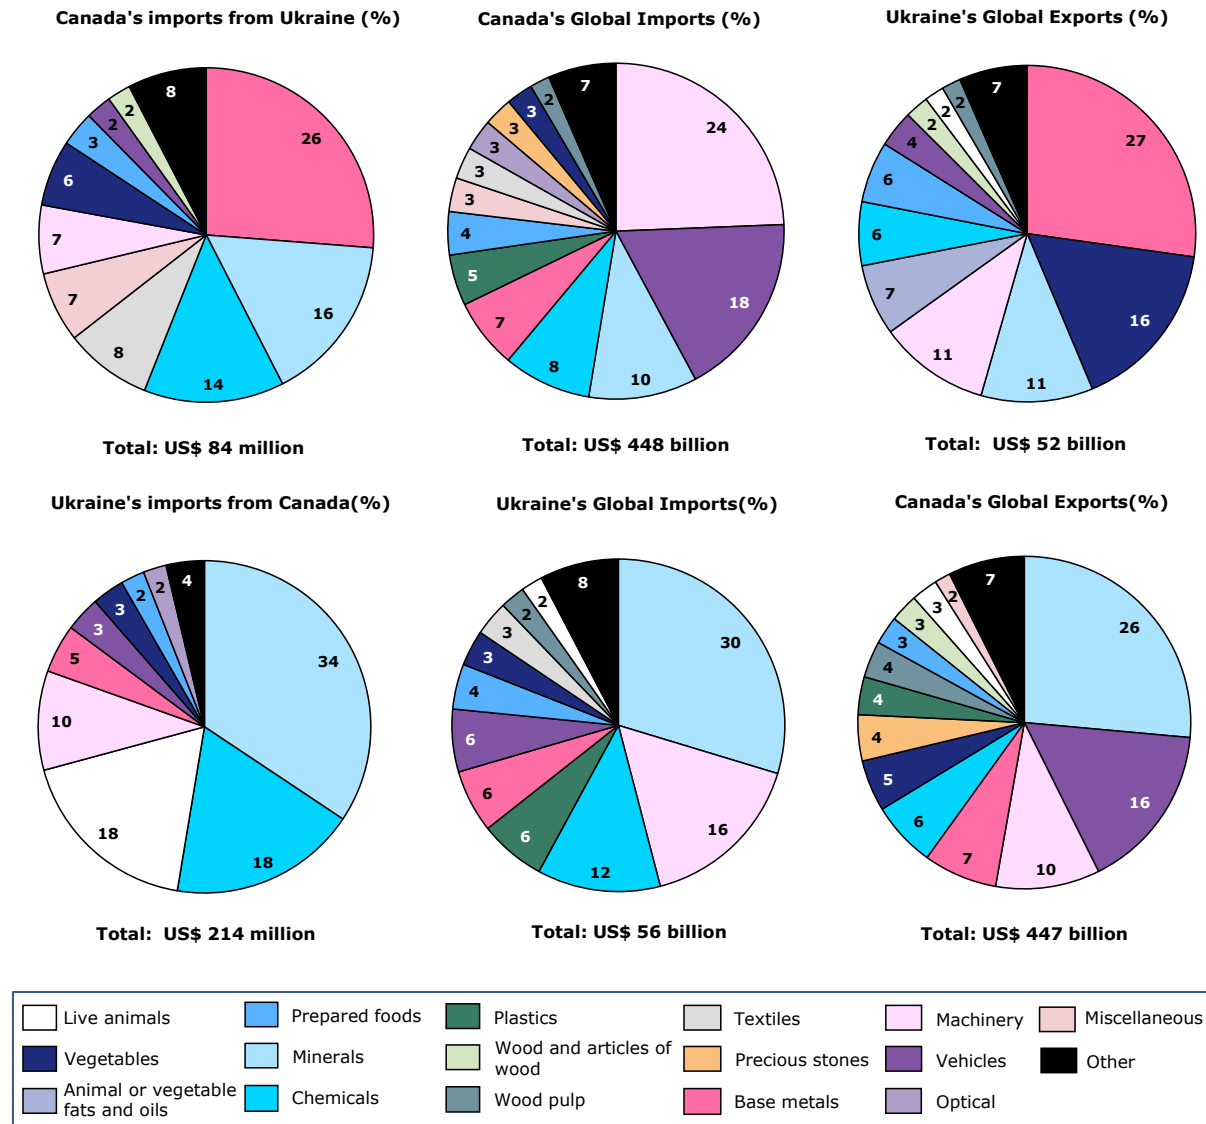 Canada's imports from Ukraine (%)
26
16
14
8
7
7
6
3
2
2
8
Total: US$ 84 million
Canada's Global Imports (%)
24
18
10
8
7
5
4
3
3
3
3
3
2
7
Total: US$ 448 billion
Ukraine's Global Exports (%)
27
16
11
11
7
6
6
4
2
2
2
7
Total:  US$ 52 billion
Ukraine's imports from Canada(%)
34
18
18
10
5
3
3
2
2
4
Total:  US$ 214 million
Ukraine's Global Imports(%)
30
16
12
6
6
6
4
3
3
2
2
8
Total: US$ 56 billion
Canada's Global Exports(%)
26
16
10
7
6
5
4
4
4
3
3
3
2
7
Total: US$ 447 billion
Live animals
Vegetables
Animal or vegetable
fats and oils
Prepared foods
Minerals
Chemicals
Plastics
Wood and articles of
wood
Wood pulp
Textiles
Precious stones
Base metals
Machinery
Vehicles
Optical
Miscellaneous
Other